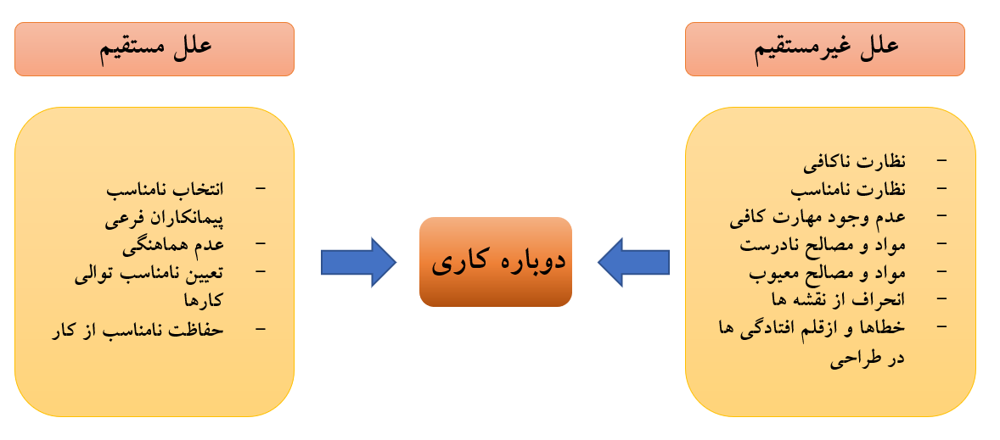 علل غیرمستقیم
- نظارت ناکافی
- نظارت نامناسب
- عدم وجود مهارت کافی
- مواد و مصالح نادرست
- مواد و مصالح معیوب
- انحراف از نقشه ها
- خطاها و ازقلم افتادگی ها
در طراحی
دوباره کاری
علل مستقیم
- انتخاب نامناسب
پیمانکاران فرعی
- عدم هماهنگی
- تعیین نامناسب توالی
کارها
- حفاظت نامناسب از کار